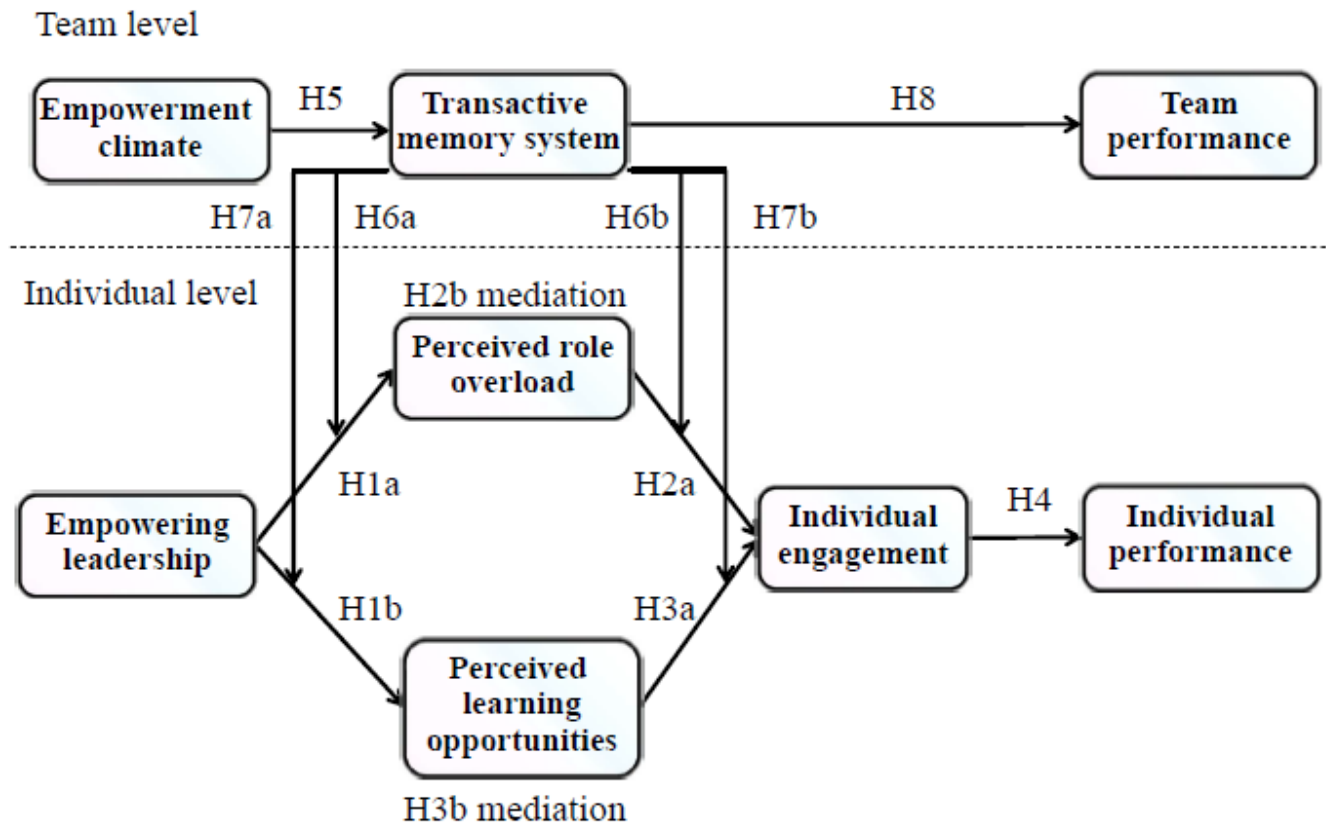 Team level
Empowerment
climate
H5
Transactive
memory system
H8
Team
performance
H7a
H6a
H6b
H7b
Individual level
H2b mediation
Perceived role
overload
H1a
H2a
Empowering
leadership
Individual
engagement
H4
Individual
performance
H1b
H3a
Perceived
learning
opportunities
H3b mediation